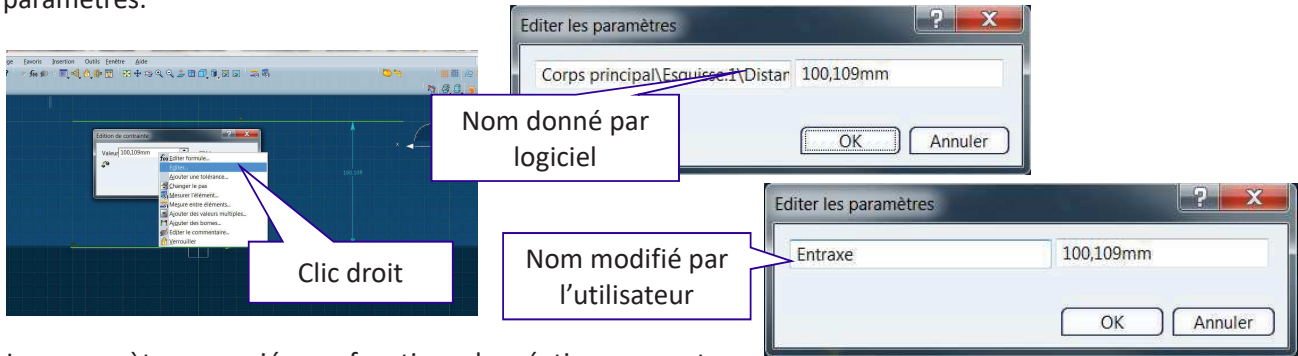 paramètres.
Editer les paramètres
Corps principal\Esquisse.1\Distan 100,109mm
OK Annuler
Nom donné par
logiciel
Favoris Insertion Outils Fenêtre Aide
Edition de contrainte
Valeur 100,109mm
Editer formule...
Editer...
Ajouter une tolérance...
Changer le pas
Mesurer l'élément...
Mesure entre éléments...
Ajouter des valeurs multiples...
Ajouter des bornes...
Editer le commentaire...
Verrouiller
100,109
Clic droit
Editer les paramètres
Entraxe 100,109mm
OK Annuler
Nom modifié par
l'utilisateur